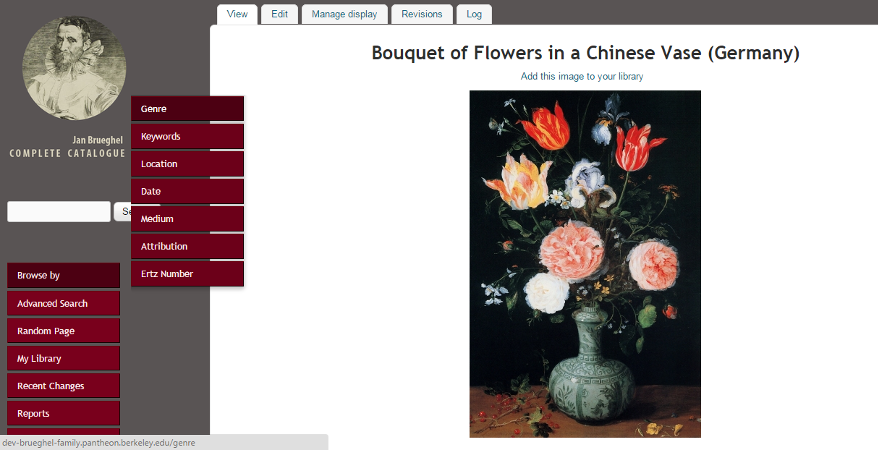 View
Edit
Manage display
Revisions
Log
Bouquet of Flowers in a Chinese Vase (Germany)
Add this image to your library
Jan Brueghel
COMPLETE CATALOGUE
Genre
Keywords
Location
Date
Medium
Attribution
Ertz Number
Browse by
Advanced Search
Random Page
My Library
Recent Changes
Reports
dev-brueghel-family.pantheon.berkeley.edu/genre